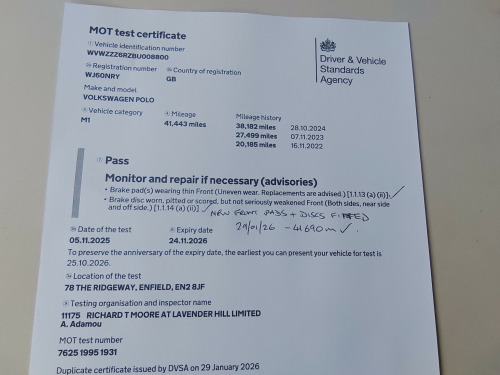 MOT test certificate
Driver & Vehicle
Standards
Agency
Vehicle identification number
WVWZZZ6RZBU008800
Registration number
WJ60NRY
Country of registration
GB
Make and model
VOLKSWAGEN POLO
Vehicle category
M1
Mileage
41,443 miles
Mileage history
38,182 miles 28.10.2024
27,499 miles 07.11.2023
20,185 miles 16.11.2022
Pass
Monitor and repair if necessary (advisories)
• Brake pad(s) wearing thin Front (Uneven wear. Replacements are advised.) [1.1.13 (a) (ii)] ✓
• Brake disc worn, pitted or scored, but not seriously weakened Front (Both sides, near side
and off side.) [1.1.14 (a) (ii)] ✓
NEW FRONT PADS + DISCS FITTED
29/01/26 - 41690 m ✓.
Date of the test
05.11.2025
Expiry date
24.11.2026
To preserve the anniversary of the expiry date, the earliest you can present your vehicle for test is
25.10.2026.
Location of the test
78 THE RIDGEWAY, ENFIELD, EN2 8JF
Testing organisation and inspector name
11175 RICHARD T MOORE AT LAVENDER HILL LIMITED
A. Adamou
MOT test number
7625 1995 1931
Duplicate certificate issued by DVSA on 29 January 2026